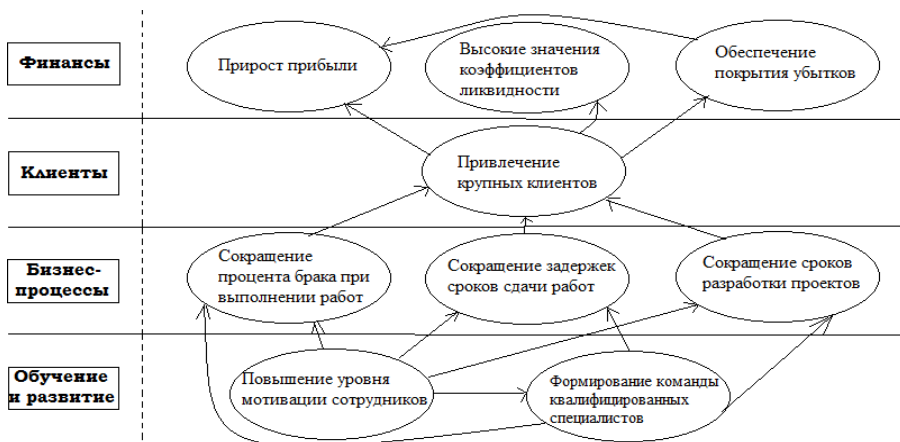 Финансы
Прирост прибыли
Высокие значения
коэффициентов
ликвидности
Обеспечение
покрытия убытков
Клиенты
Привлечение
крупных клиентов
Бизнес-
процессы
Сокращение
процента брака при
выполнении работ
Сокращение задержек
сроков сдачи работ
Сокращение сроков
разработки проектов
Обучение
и развитие
Повышение уровня
мотивации сотрудников
Формирование команды
квалифицированных
специалистов